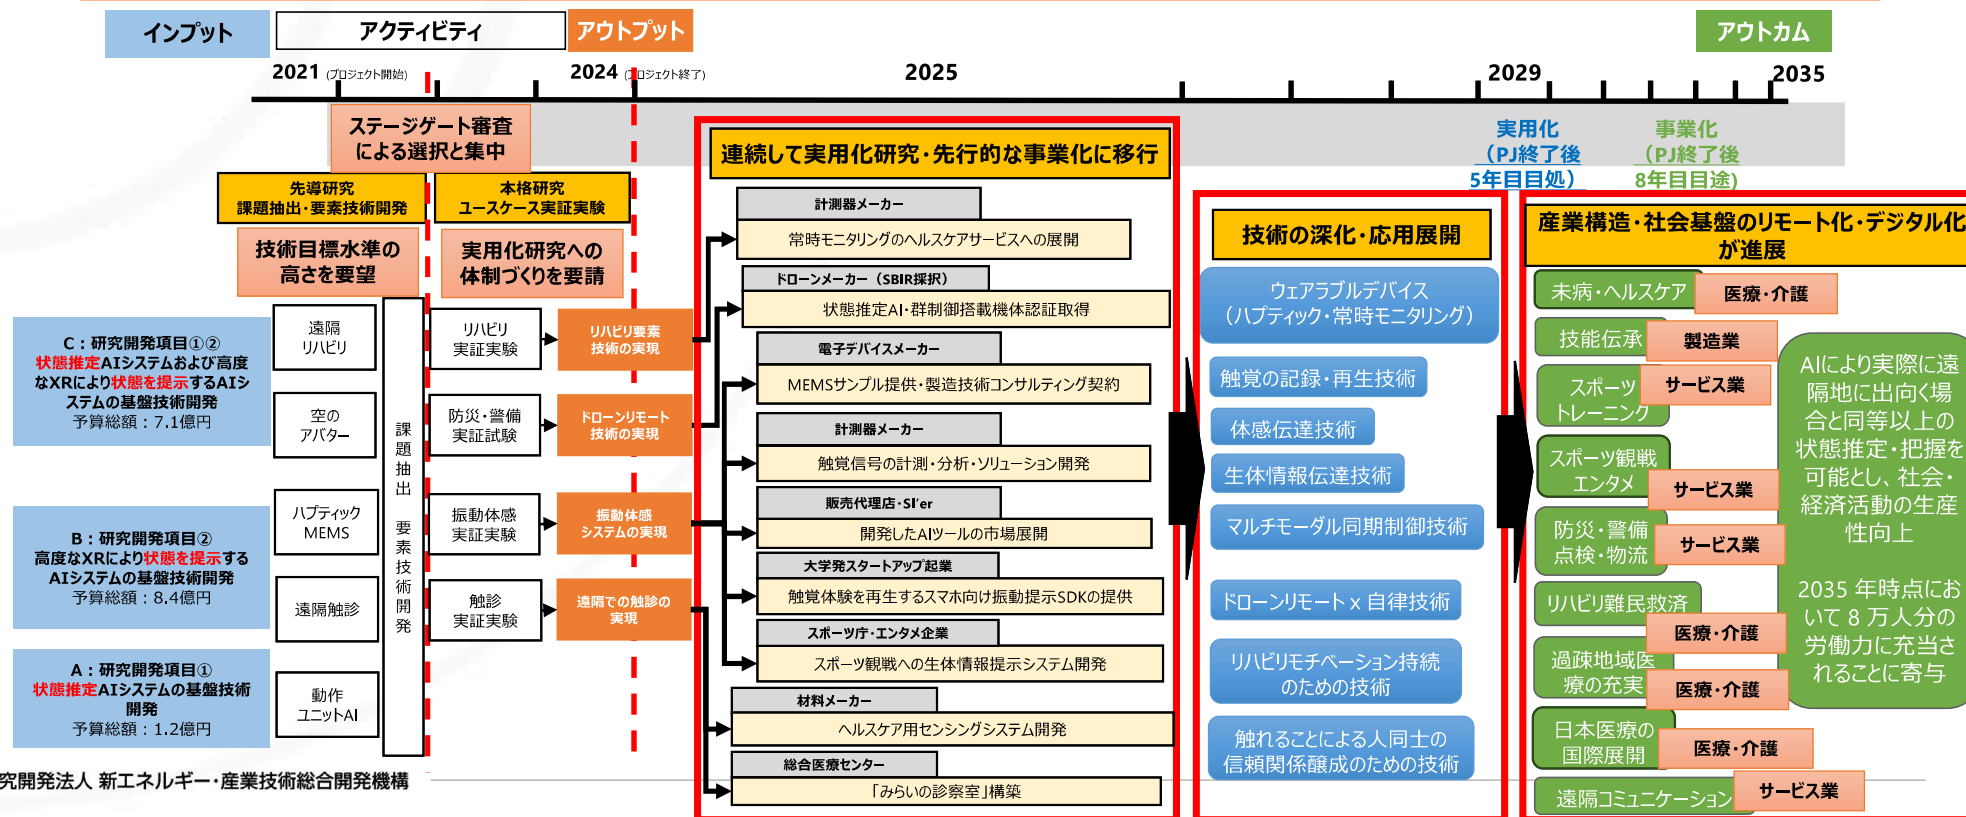 インプット
アクティビティ
アウトプット
アウトカム
2021 (プロジェクト開始)
2024 (プロジェクト終了)
2025
2029
2035
ステージゲート審査
による選択と集中
実用化
（PJ終了後
5年目目処）
事業化
（PJ終了後
8年目目途)
先導研究
課題抽出・要素技術開発
本格研究
ユースケース実証実験
技術目標水準の
高さを要望
実用化研究への
体制づくりを要請
C：研究開発項目①②
状態推定AIシステムおよび高度
なXRにより状態を提示するAIシ
ステムの基盤技術開発
予算総額：7.1億円
B：研究開発項目②
高度なXRにより状態を提示する
AIシステムの基盤技術開発
予算総額：8.4億円
A：研究開発項目①
状態推定AIシステムの基盤技術
開発
予算総額：1.2億円
遠隔
リハビリ
空の
アバター
ハプティック
MEMS
遠隔触診
動作
ユニットAI
課題抽出 要素技術開発
リハビリ
実証実験
防災・警備
実証試験
振動体感
実証実験
触診
実証実験
リハビリ要素
技術の実現
ドローンリモート
技術の実現
振動体感
システムの実現
遠隔での触診の
実現
連続して実用化研究・先行的な事業化に移行
計測器メーカー
常時モニタリングのヘルスケアサービスへの展開
ドローンメーカー（SBIR採択）
状態推定AI・群制御搭載機体認証取得
電子デバイスメーカー
MEMSサンプル提供・製造技術コンサルティング契約
計測器メーカー
触覚信号の計測・分析・ソリューション開発
販売代理店・SI'er
開発したAIツールの市場展開
大学発スタートアップ起業
触覚体験を再生するスマホ向け振動提示SDKの提供
スポーツ庁・エンタメ企業
スポーツ観戦への生体情報提示システム開発
材料メーカー
ヘルスケア用センシングシステム開発
総合医療センター
「みらいの診察室」構築
技術の深化・応用展開
ウェアラブルデバイス
（ハプティック・常時モニタリング）
触覚の記録・再生技術
体感伝達技術
生体情報伝達技術
マルチモーダル同期制御技術
ドローンリモート x 自律技術
リハビリモチベーション持続
のための技術
触れることによる人同士の
信頼関係醸成のための技術
産業構造・社会基盤のリモート化・デジタル化
が進展
未病・ヘルスケア
医療・介護
技能伝承
製造業
スポーツ
トレーニング
サービス業
スポーツ観戦
エンタメ
サービス業
防災・警備
点検・物流
サービス業
リハビリ難民救済
医療・介護
過疎地域医
療の充実
医療・介護
日本医療の
国際展開
医療・介護
遠隔コミュニケーション
サービス業
AIにより実際に遠
隔地に出向く場
合と同等以上の
状態推定・把握を
可能とし、社会・
経済活動の生産
性向上
2035 年時点にお
いて 8 万人分の
労働力に充当さ
れることに寄与
究開発法人 新エネルギー・産業技術総合開発機構